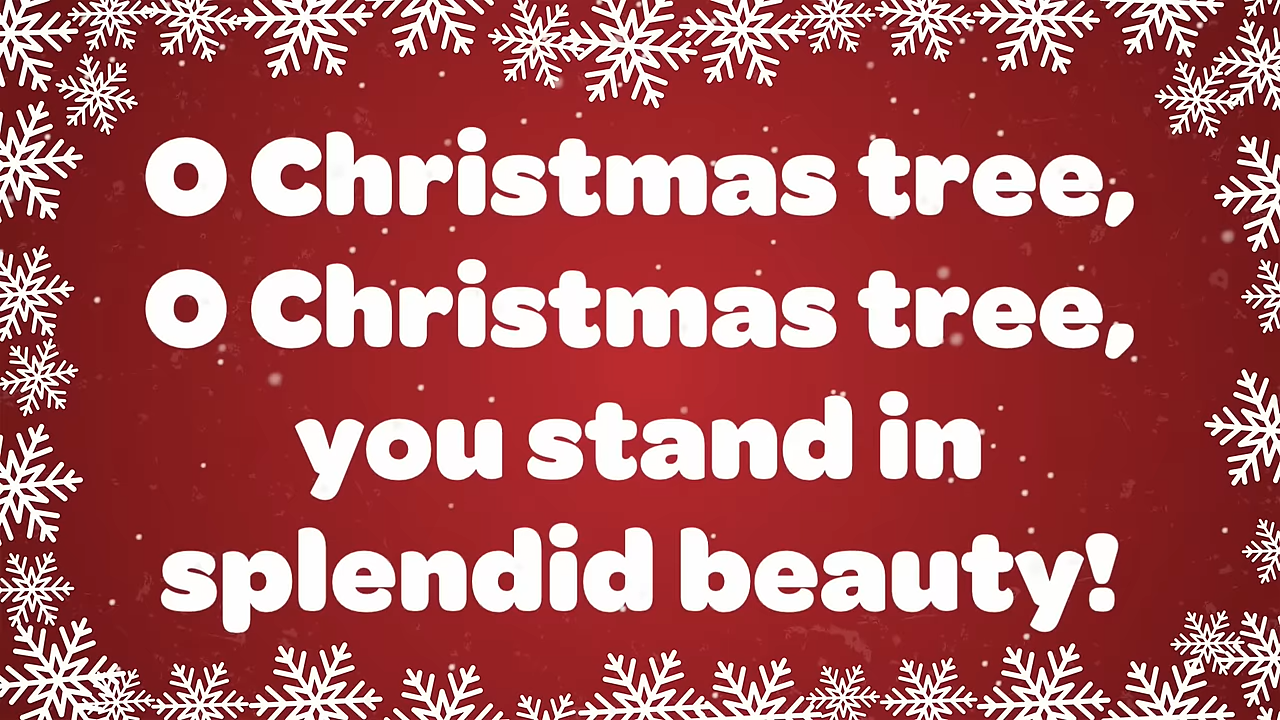 O Christmas tree,
O Christmas tree,
you stand in
splendid beauty!